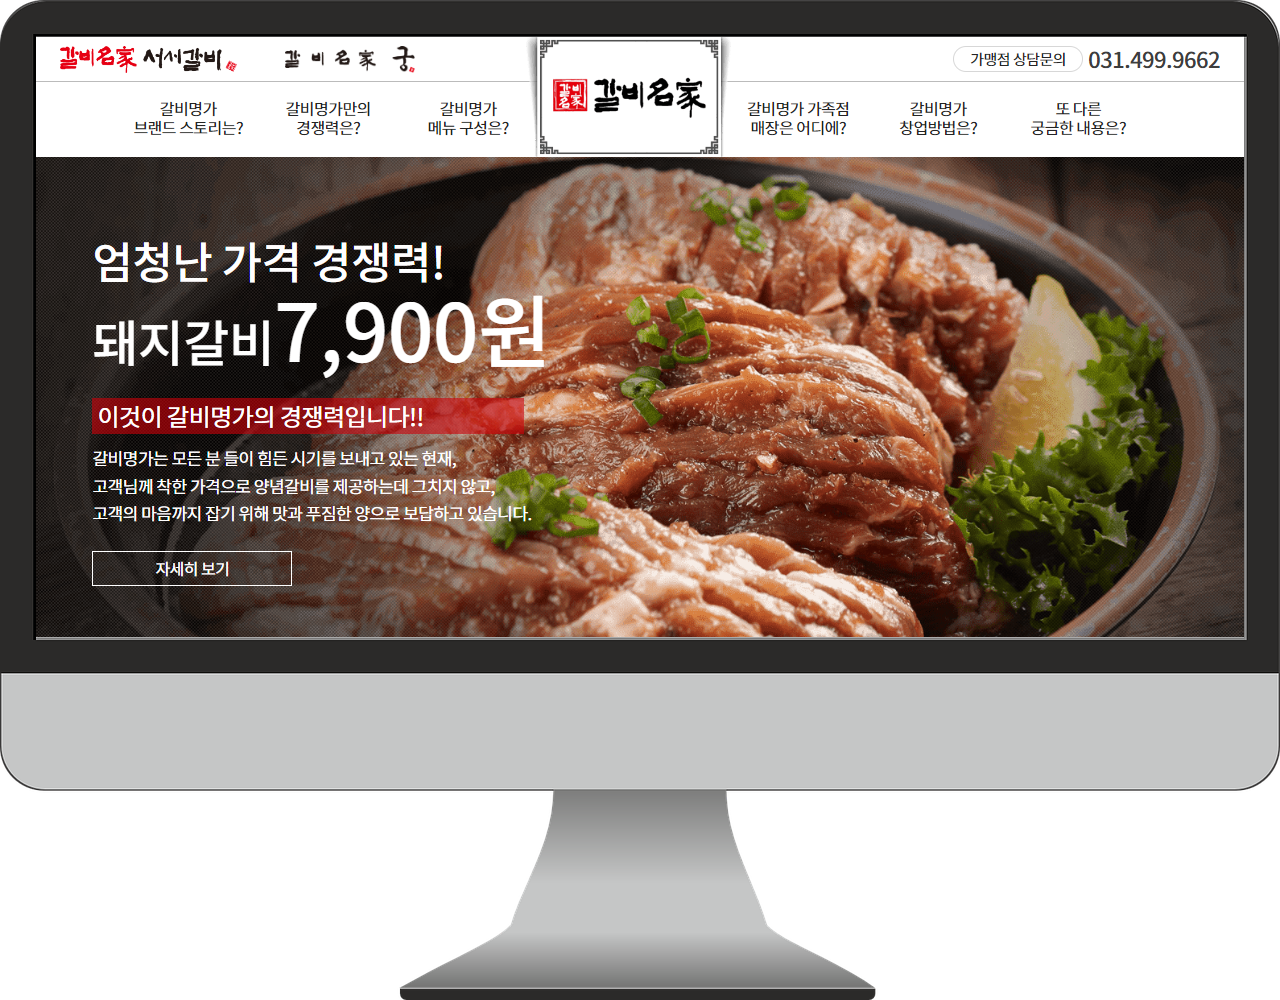 갈비名家 서서갈비
갈비名家 궁
갈비名家
갈비名家
가맹점 상담문의 031.499.9662
갈비명가
브랜드 스토리는?
갈비명가만의
경쟁력은?
갈비명가
메뉴 구성은?
갈비명가 가족점
매장은 어디에?
갈비명가
창업방법은?
또 다른
궁금한 내용은?
엄청난 가격 경쟁력!
돼지갈비7,900원
이것이 갈비명가의 경쟁력입니다!!
갈비명가는 모든 분 들이 힘든 시기를 보내고 있는 현재,
고객님께 착한 가격으로 양념갈비를 제공하는데 그치지 않고,
고객의 마음까지 잡기 위해 맛과 푸짐한 양으로 보답하고 있습니다.
자세히 보기